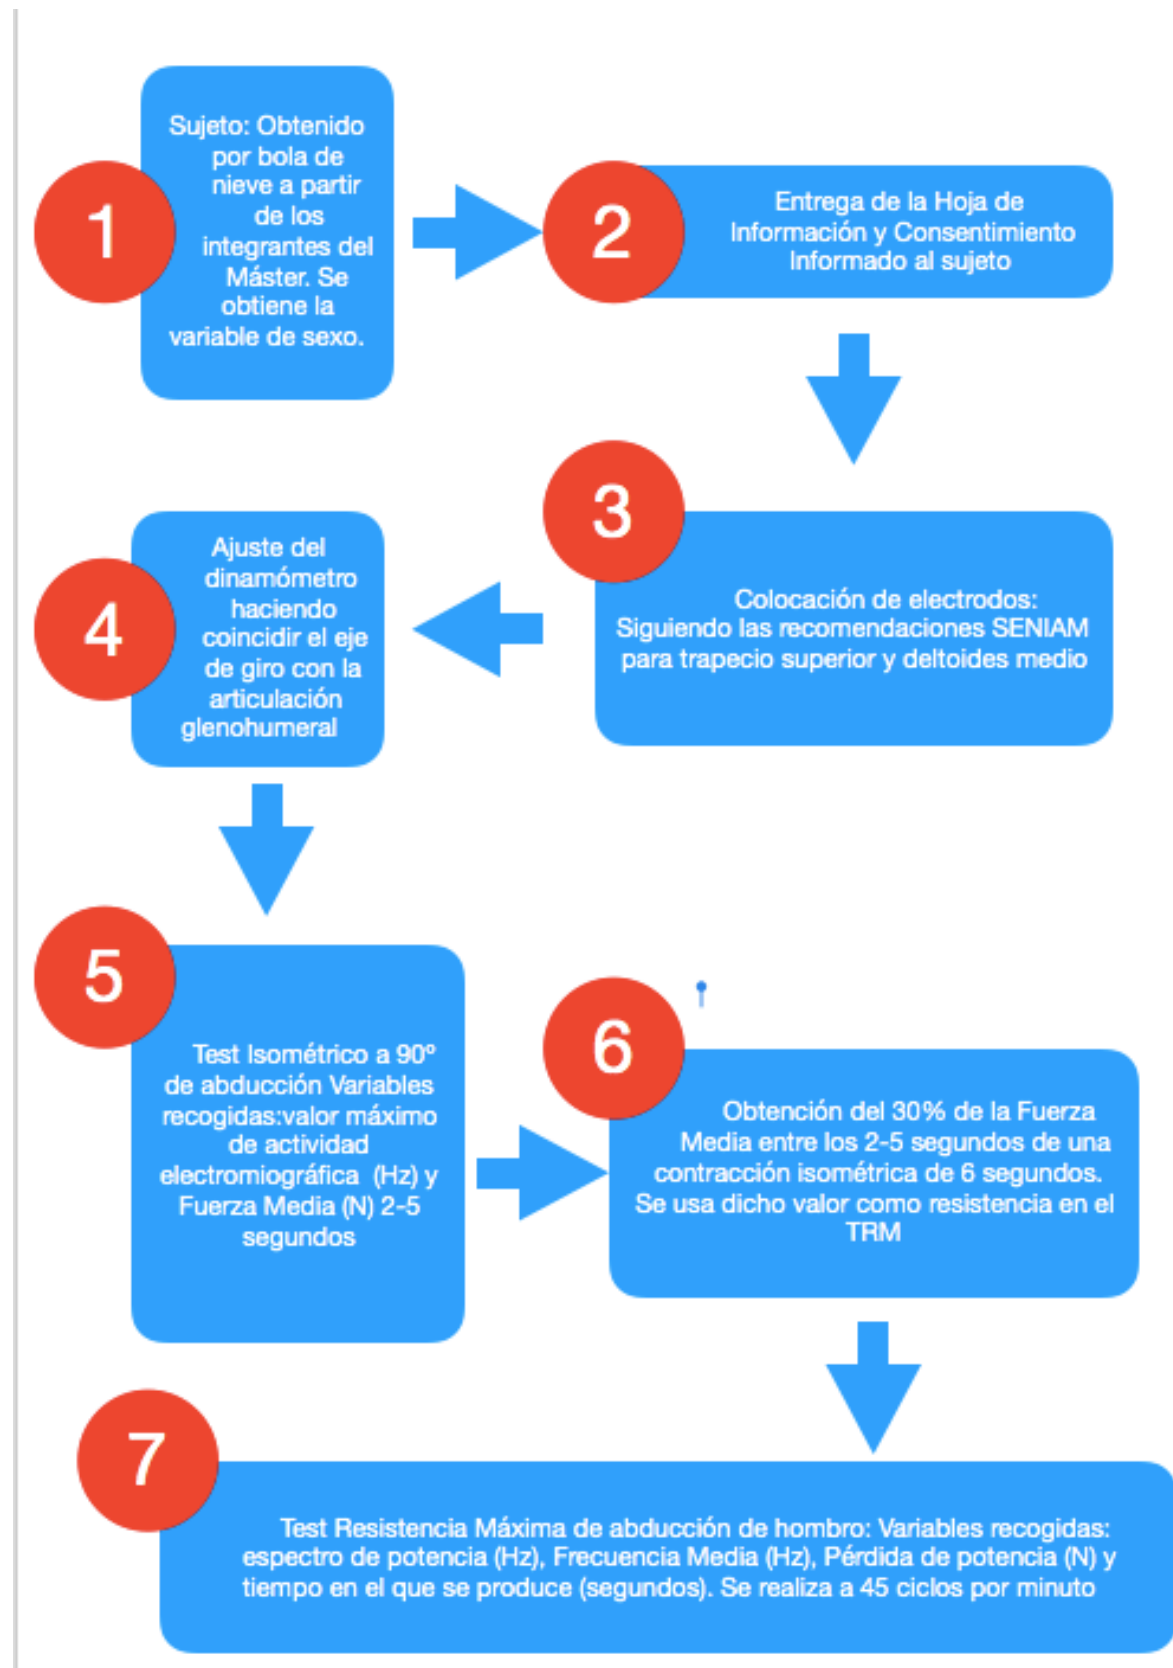 1
Sujeto: Obtenido
por bola de
nieve a partir
de los
integrantes del
Máster. Se
obtiene la
variable de sexo.
2
Entrega de la Hoja de
Información y Consentimiento
Informado al sujeto
3
Colocación de electrodos:
Siguiendo las recomendaciones SENIAM
para trapecio superior y deltoides medio
4
Ajuste del
dinamómetro
haciendo
coincidir el eje
de giro con la
articulación
glenohumeral
5
Test Isométrico a 90º
de abducción Variables
recogidas:valor máximo
de actividad
electromiográfica (Hz) y
Fuerza Media (N) 2-5
segundos
6
Obtención del 30% de la Fuerza
Media entre los 2-5 segundos de una
contracción isométrica de 6 segundos.
Se usa dicho valor como resistencia en el
TRM
7
Test Resistencia Máxima de abducción de hombro: Variables recogidas:
espectro de potencia (Hz), Frecuencia Media (Hz), Pérdida de potencia (N) y
tiempo en el que se produce (segundos). Se realiza a 45 ciclos por minuto